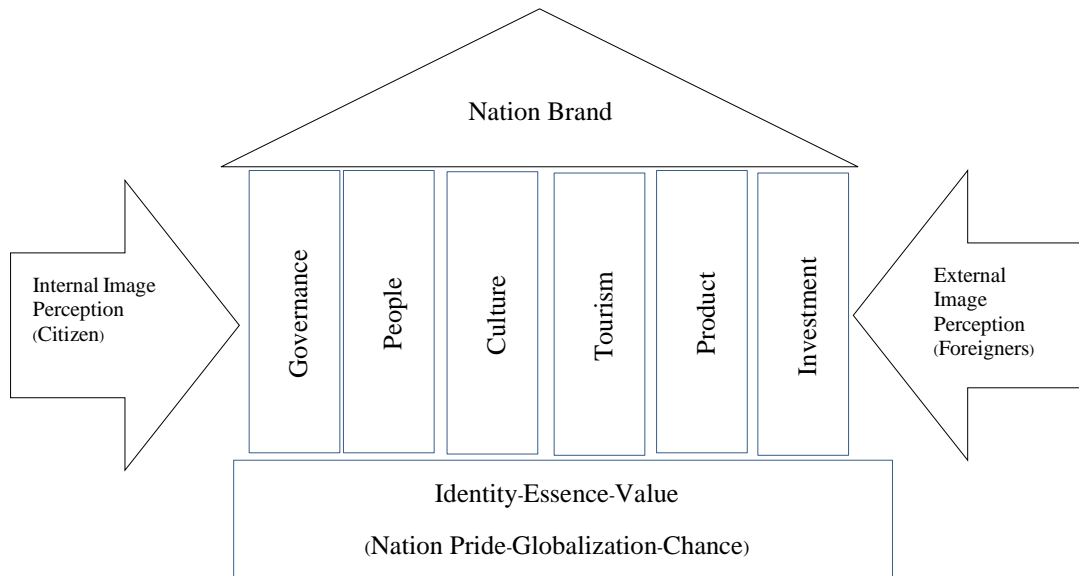 Nation Brand
Internal Image
Perception
(Citizen)
Governance
People
Culture
Tourism
Product
Investment
External
Image
Perception
(Foreigners)
Identity-Essence-Value
(Nation Pride-Globalization-Chance)